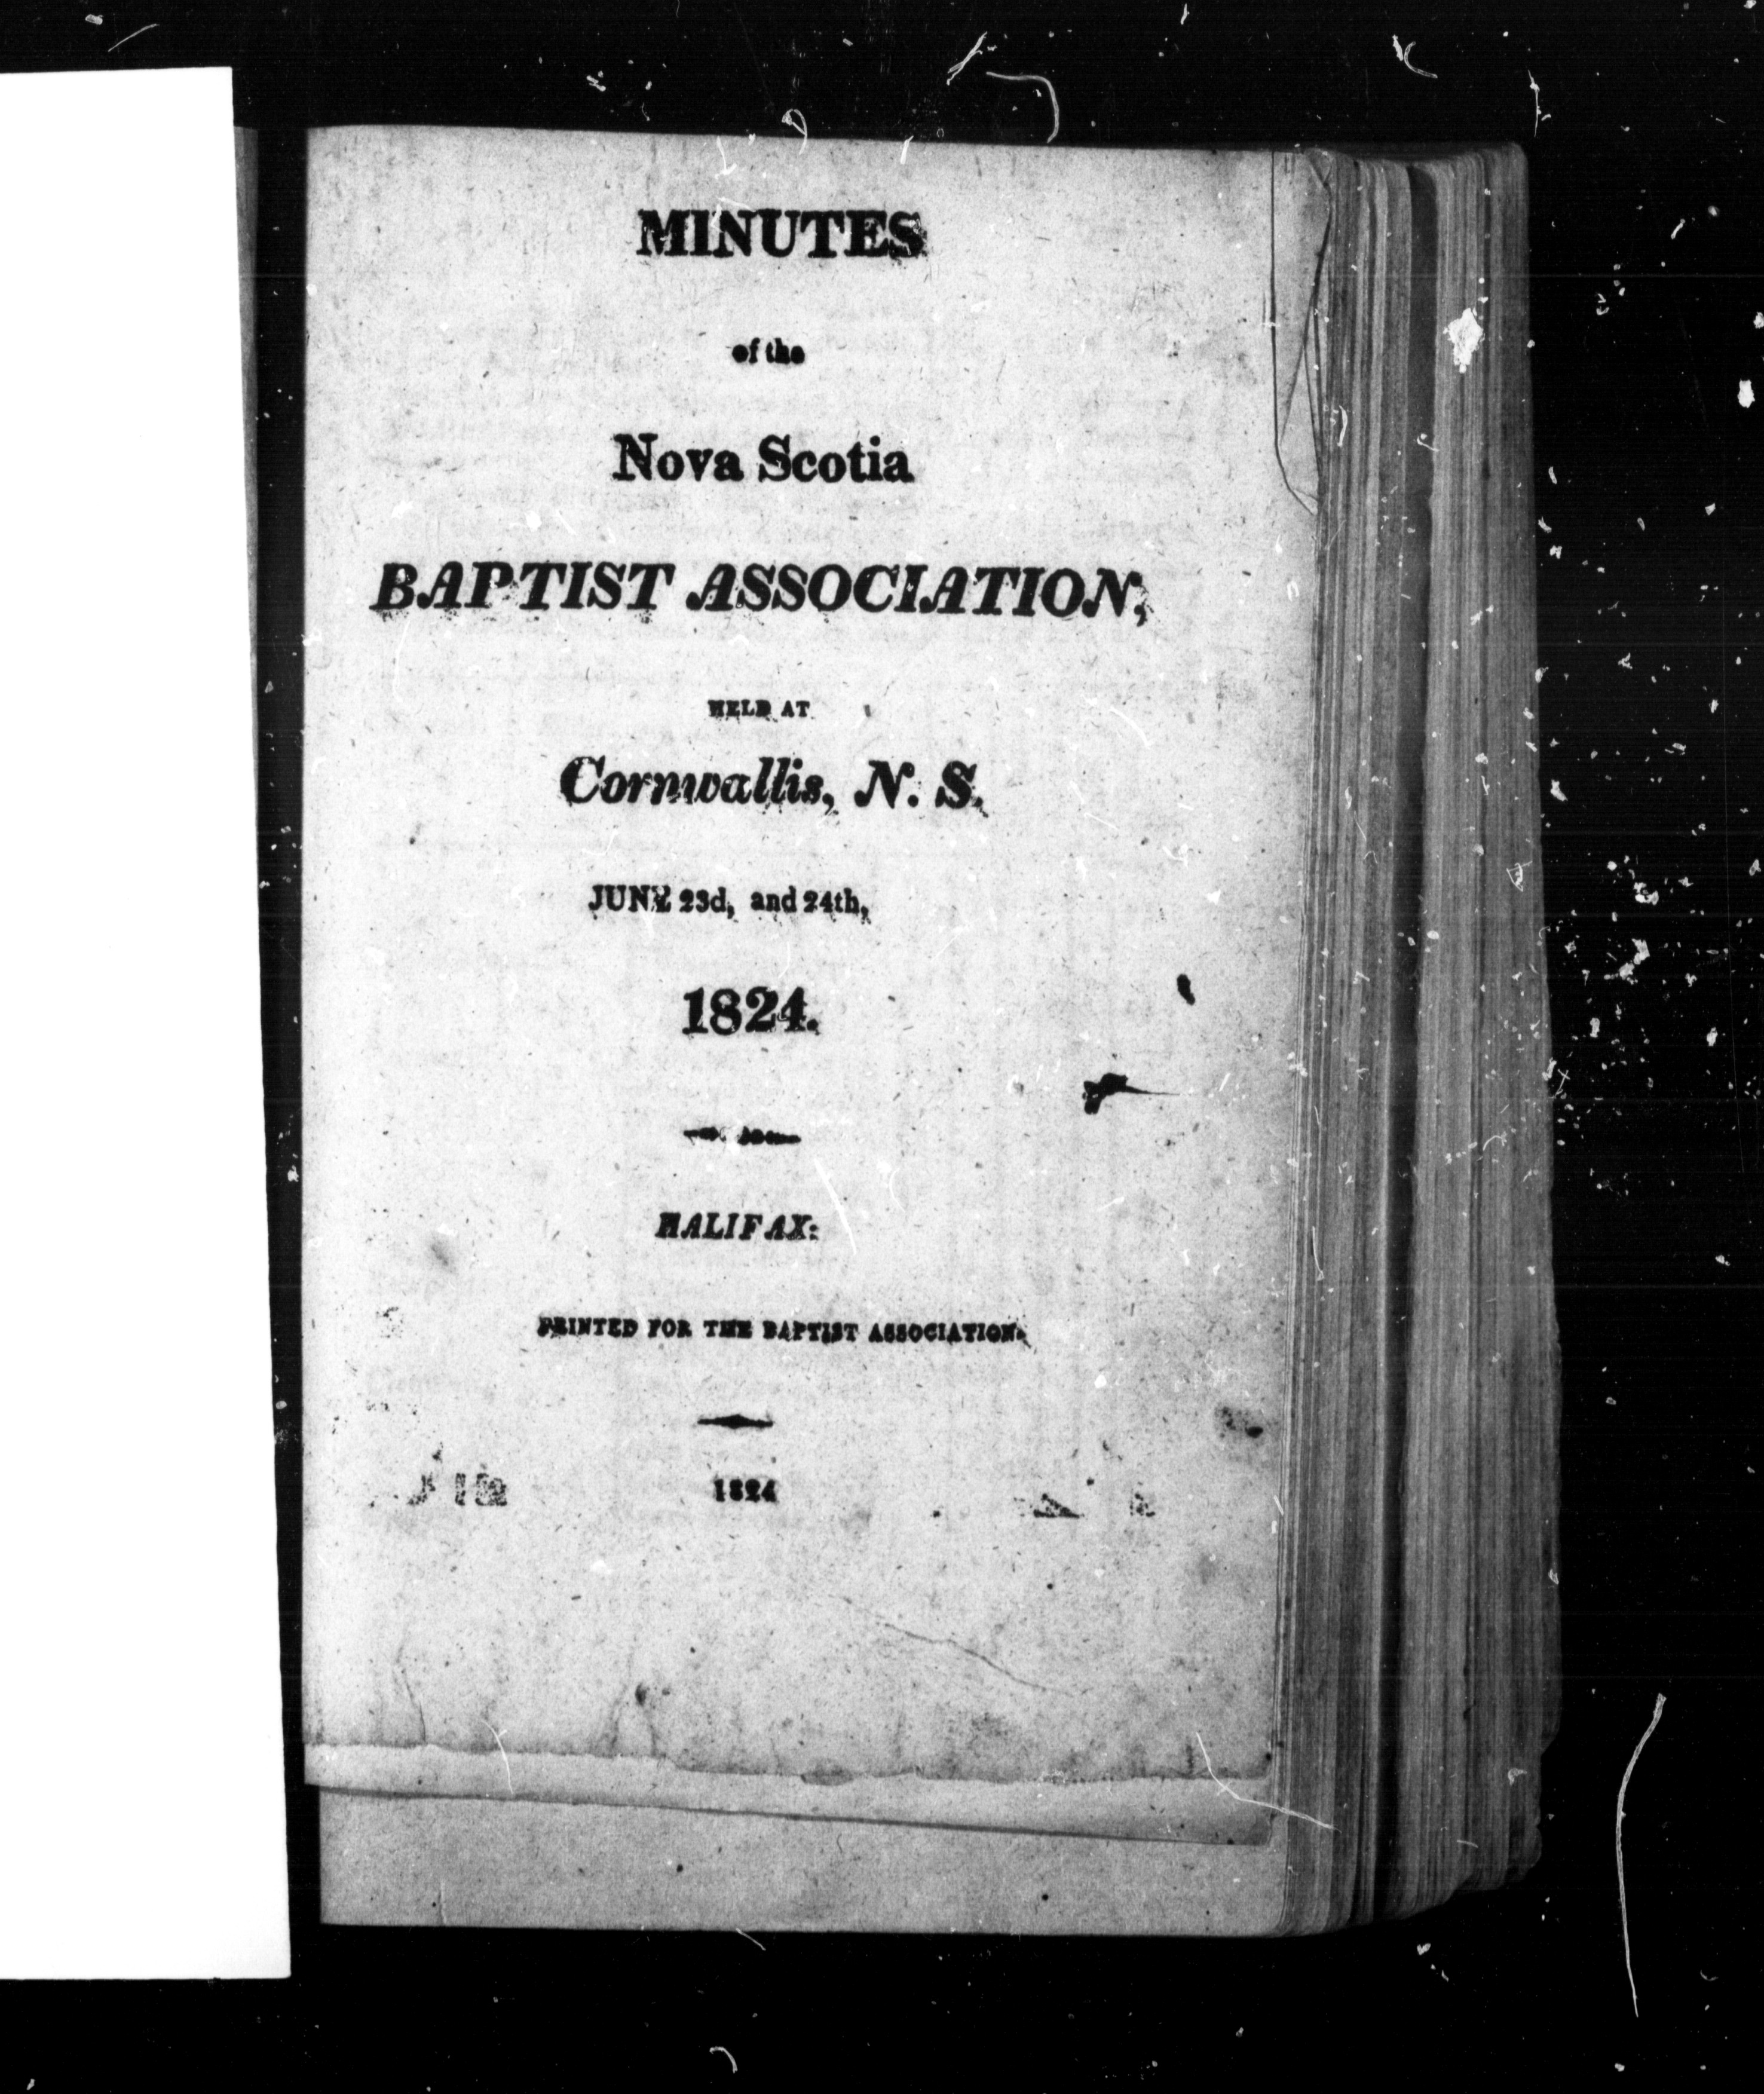 MINUTES
of the
Nova Scotia
BAPTIST ASSOCIATION,
HELD AT
Cornwallis, N. S.
JUNE 23d, and 24th,
1824.
HALIFAX:
PRINTED FOR THE BAPTIST ASSOCIATION.
1824